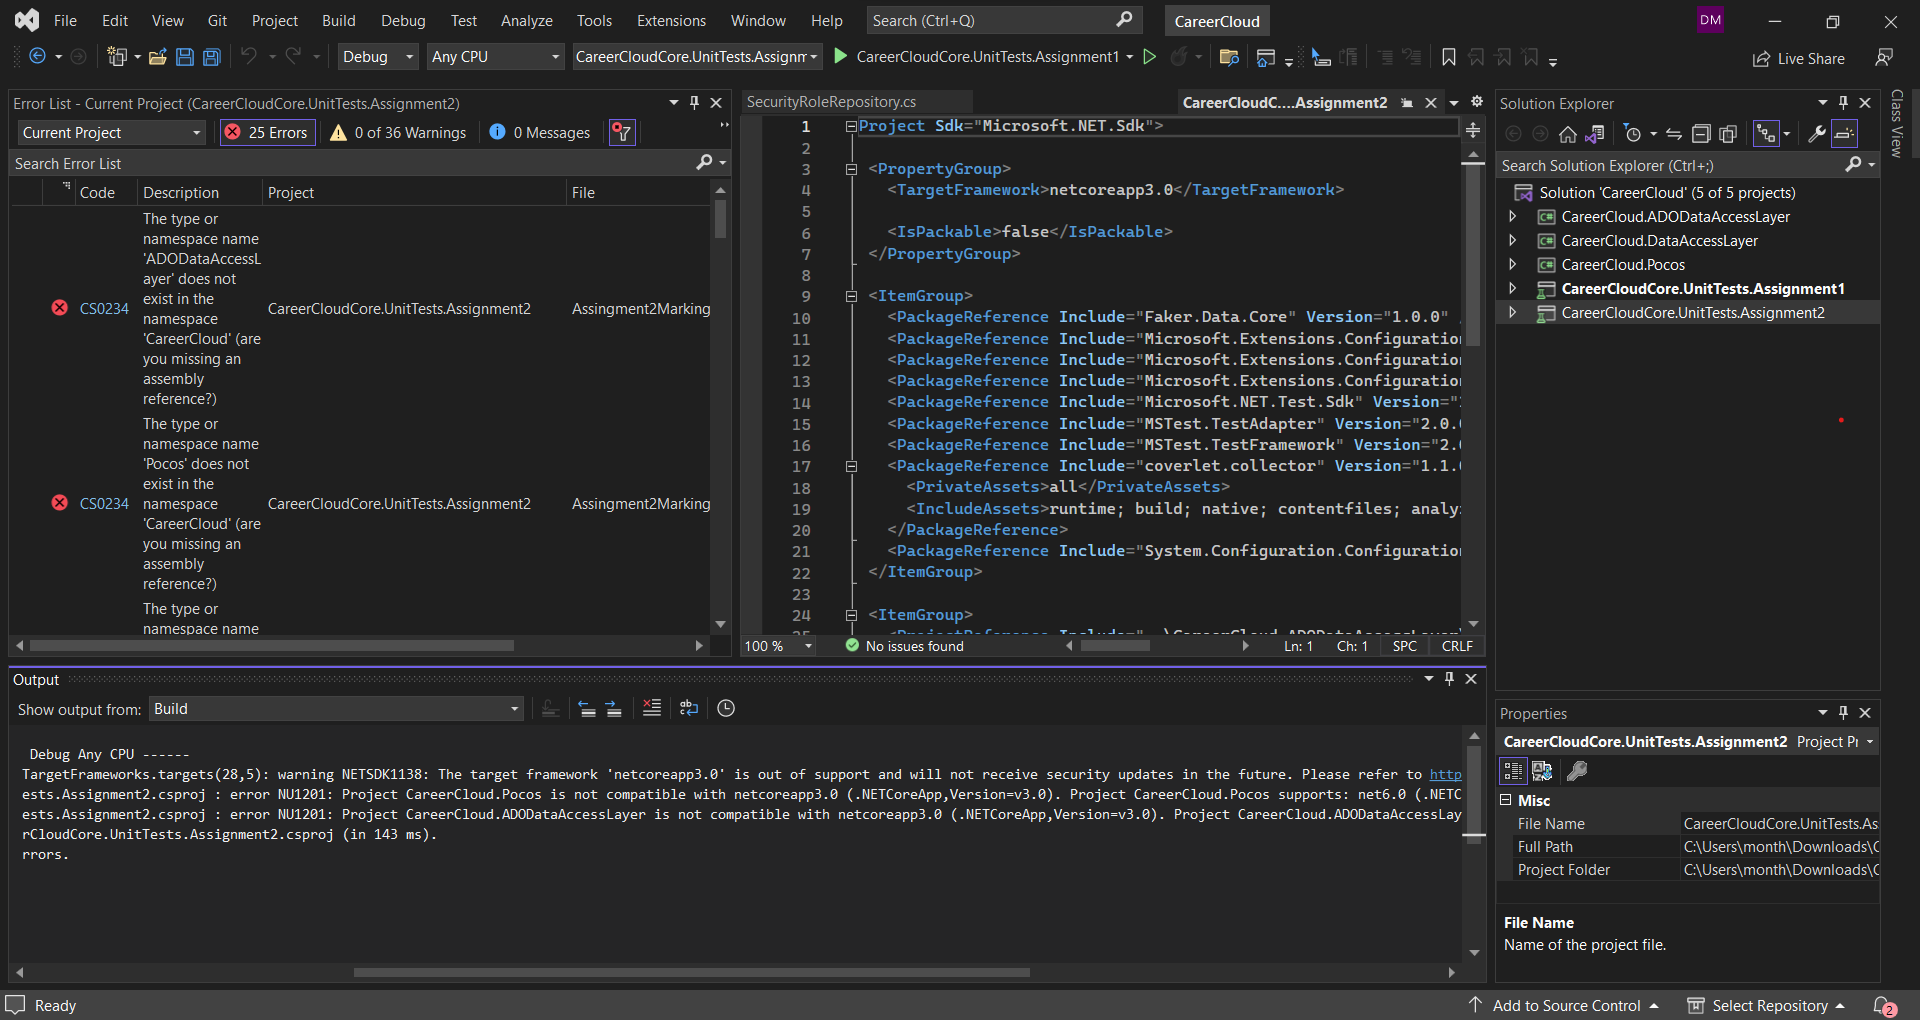 File Edit View Git Project Build Debug Test Analyze Tools Extensions Window Help Search (Ctrl+Q) CareerCloud DM
Debug Any CPU CareerCloudCore.UnitTests.Assignm CareerCloudCore.UnitTests.Assignment1 Live Share
Error List - Current Project (CareerCloudCore.UnitTests.Assignment2)
Current Project 25 Errors 0 of 36 Warnings 0 Messages
Search Error List
Code Description Project File
The type or
namespace name
'ADODataAccessL
ayer' does not
exist in the
CS0234 namespace CareerCloudCore.UnitTests.Assignment2 Assingment2Marking
'CareerCloud' (are
you missing an
assembly
reference?)
The type or
namespace name
'Pocos' does not
exist in the
CS0234 namespace CareerCloudCore.UnitTests.Assignment2 Assingment2Marking
'CareerCloud' (are
you missing an
assembly
reference?)
The type or
namespace name
SecurityRoleRepository.cs CareerCloudC....Assignment2
1 Project Sdk="Microsoft.NET.Sdk">
2
3 <PropertyGroup>
4 <TargetFramework>netcoreapp3.0</TargetFramework>
5
6 <IsPackable>false</IsPackable>
7 </PropertyGroup>
8
9 <ItemGroup>
10 <PackageReference Include="Faker.Data.Core" Version="1.0.0"
11 <PackageReference Include="Microsoft.Extensions.Configuration
12 <PackageReference Include="Microsoft.Extensions.Configuration
13 <PackageReference Include="Microsoft.Extensions.Configuration
14 <PackageReference Include="Microsoft.NET.Test.Sdk" Version="
15 <PackageReference Include="MSTest.TestAdapter" Version="2.0.
16 <PackageReference Include="MSTest.TestFramework" Version="2.
17 <PackageReference Include="coverlet.collector" Version="1.1.
18 <PrivateAssets>all</PrivateAssets>
19 <IncludeAssets>runtime; build; native; contentfiles; analy
20 </PackageReference>
21 <PackageReference Include="System.Configuration.Configuration
22 </ItemGroup>
23
24 <ItemGroup>
100 % No issues found Ln: 1 Ch: 1 SPC CRLF
Solution Explorer
Search Solution Explorer (Ctrl+;)
Solution 'CareerCloud' (5 of 5 projects)
CareerCloud.ADODataAccessLayer
CareerCloud.DataAccessLayer
CareerCloud.Pocos
CareerCloudCore.UnitTests.Assignment1
CareerCloudCore.UnitTests.Assignment2
Class View
Output
Show output from: Build
Debug Any CPU ------
TargetFrameworks.targets(28,5): warning NETSDK1138: The target framework 'netcoreapp3.0' is out of support and will not receive security updates in the future. Please refer to http
ests.Assignment2.csproj : error NU1201: Project CareerCloud.Pocos is not compatible with netcoreapp3.0 (.NETCoreApp,Version=v3.0). Project CareerCloud.Pocos supports: net6.0 (.NETC
ests.Assignment2.csproj : error NU1201: Project CareerCloud.ADODataAccessLayer is not compatible with netcoreapp3.0 (.NETCoreApp,Version=v3.0). Project CareerCloud.ADODataAccessLay
rCloudCore.UnitTests.Assignment2.csproj (in 143 ms).
rrors.
Properties
CareerCloudCore.UnitTests.Assignment2 Project Pr
Misc
File Name CareerCloudCore.UnitTests.As
Full Path C:\Users\month\Downloads\C
Project Folder C:\Users\month\Downloads\C
File Name
Name of the project file.
Ready Add to Source Control Select Repository 2